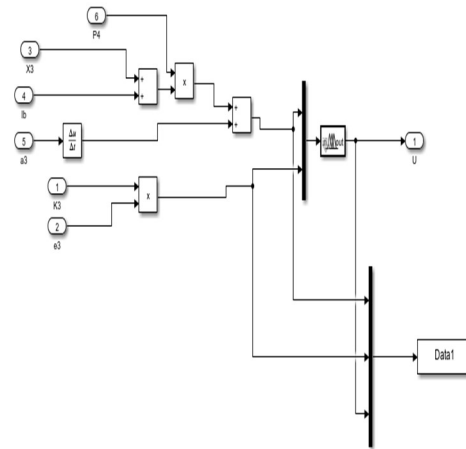 6
P4
3
X3
+
+
x
4
Ib
+
+
5
a3
Δu
Δt
1
K3
x
2
e3
1
U
Data1